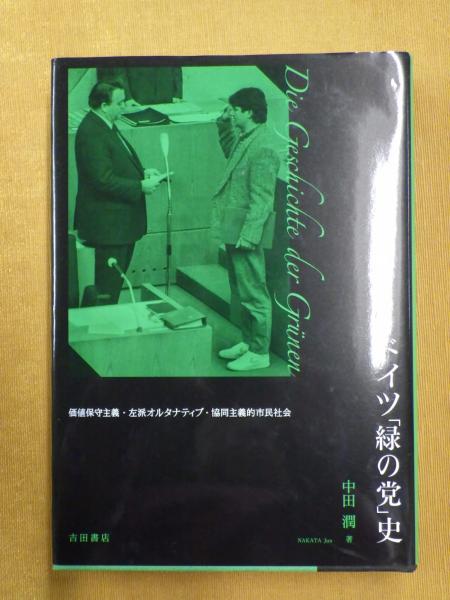 Die Geschichte der Grünen
ドイツ「緑の党」史
価値保守主義・左派オルタナティブ・協同主義的市民社会
中田 潤 著
NAKATA Jun
吉田書店